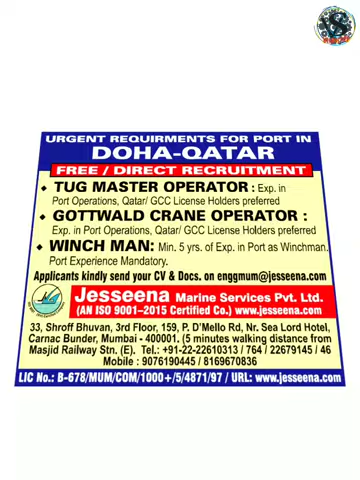 URGENT REQUIRMENTS FOR PORT IN
DOHA-QATAR
FREE / DIRECT RECRUITMENT
◆ TUG MASTER OPERATOR : Exp. in
Port Operations, Qatar/ GCC License Holders preferred
◆ GOTTWALD CRANE OPERATOR :
Exp. in Port Operations, Qatar/ GCC License Holders preferred
◆ WINCH MAN: Min. 5 yrs. of Exp. in Port as Winchman.
Port Experience Mandatory.
Applicants kindly send your CV & Docs. on enggmum@jesseena.com
Jesseena Marine Services Pvt. Ltd.
(AN ISO 9001-2015 Certified Co.) www.jesseena.com
33, Shroff Bhuvan, 3rd Floor, 159, P. D'Mello Rd, Nr. Sea Lord Hotel,
Carnac Bunder, Mumbai - 400001. (5 minutes walking distance from
Masjid Railway Stn. (E). Tel.: +91-22-22610313 / 764 / 22679145 / 46
Mobile : 9076190445 / 8169670836
LIC No.: B-678/MUM/COM/1000+/5/4871/97 / URL: www.jesseena.com